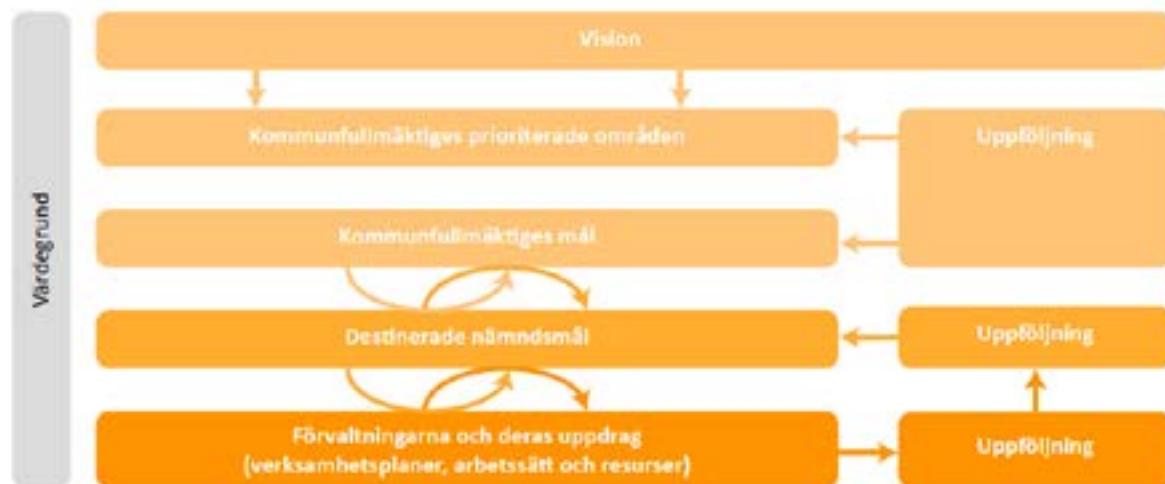 Värdegrund
Vision
Kommunfullmäktiges prioriterade områden
Uppföljning
Kommunfullmäktiges mål
Destinerade nämndsmål
Uppföljning
Förvaltningarna och deras uppdrag
(verksamhetsplaner, arbetssätt och resurser)
Uppföljning